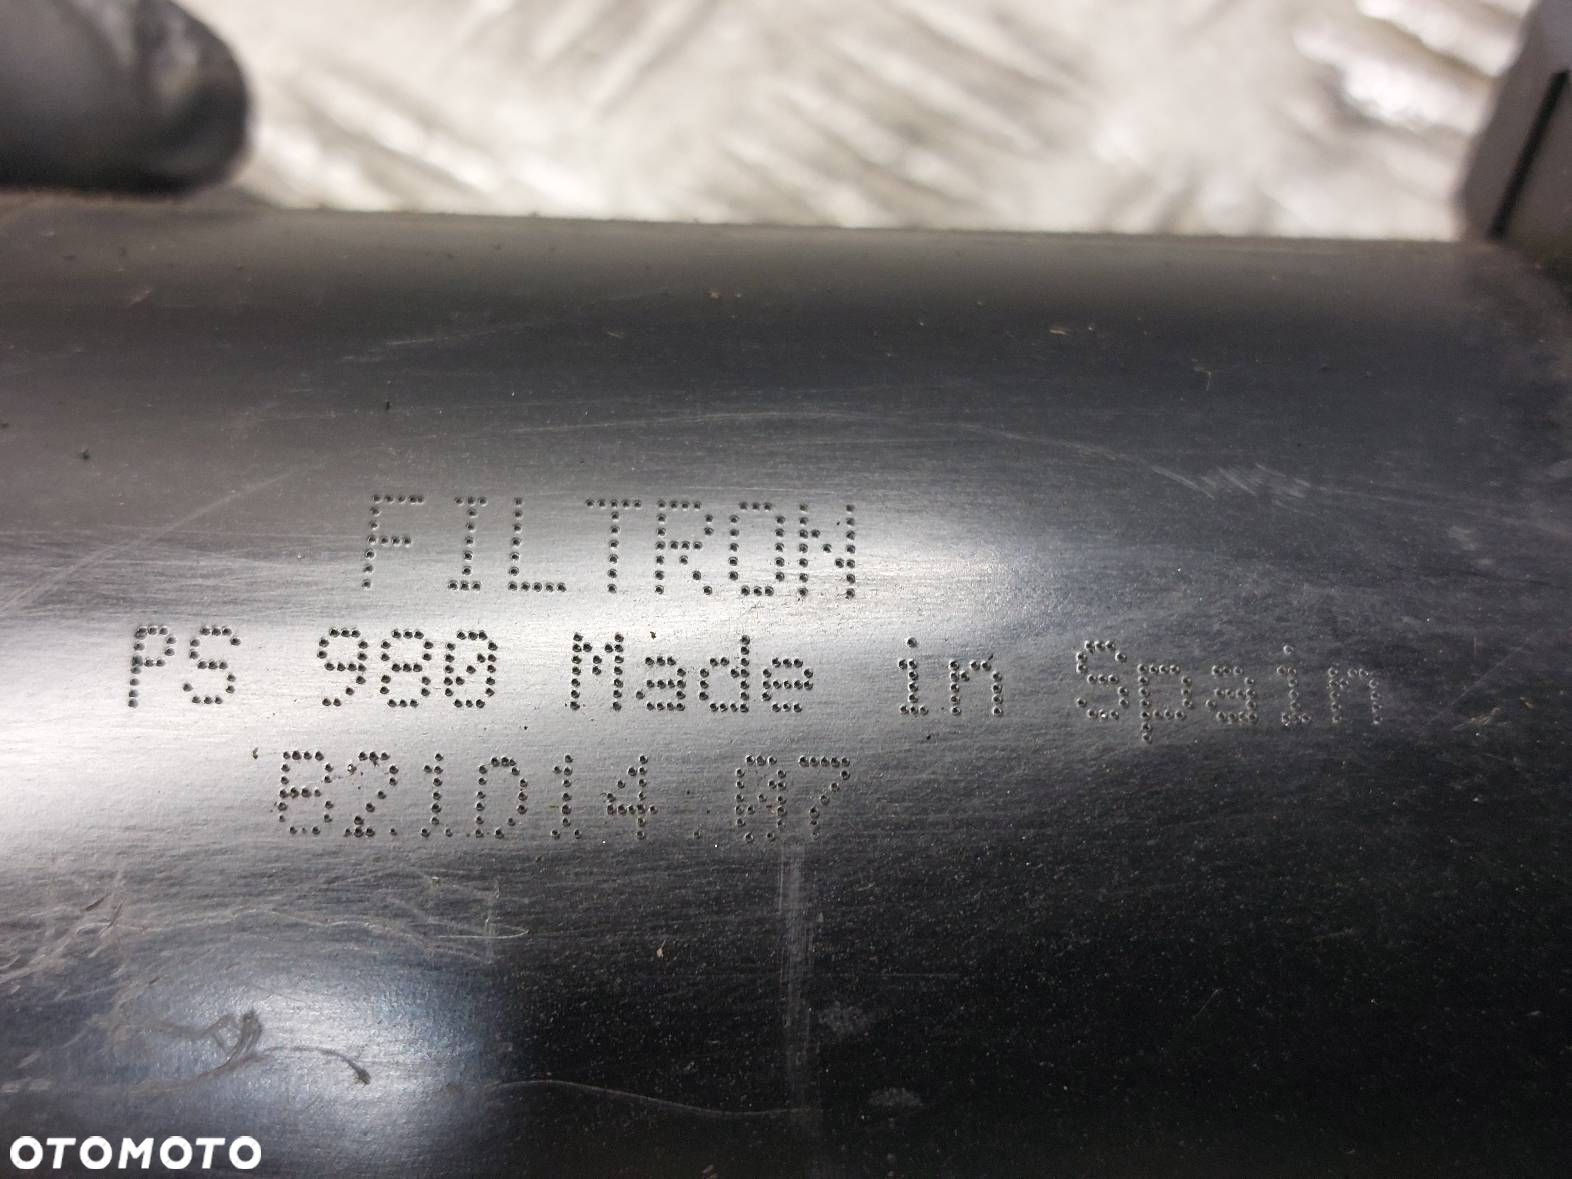 FILTRON
PS 980 Made in Spain
B21D14.07
OTOMOTO